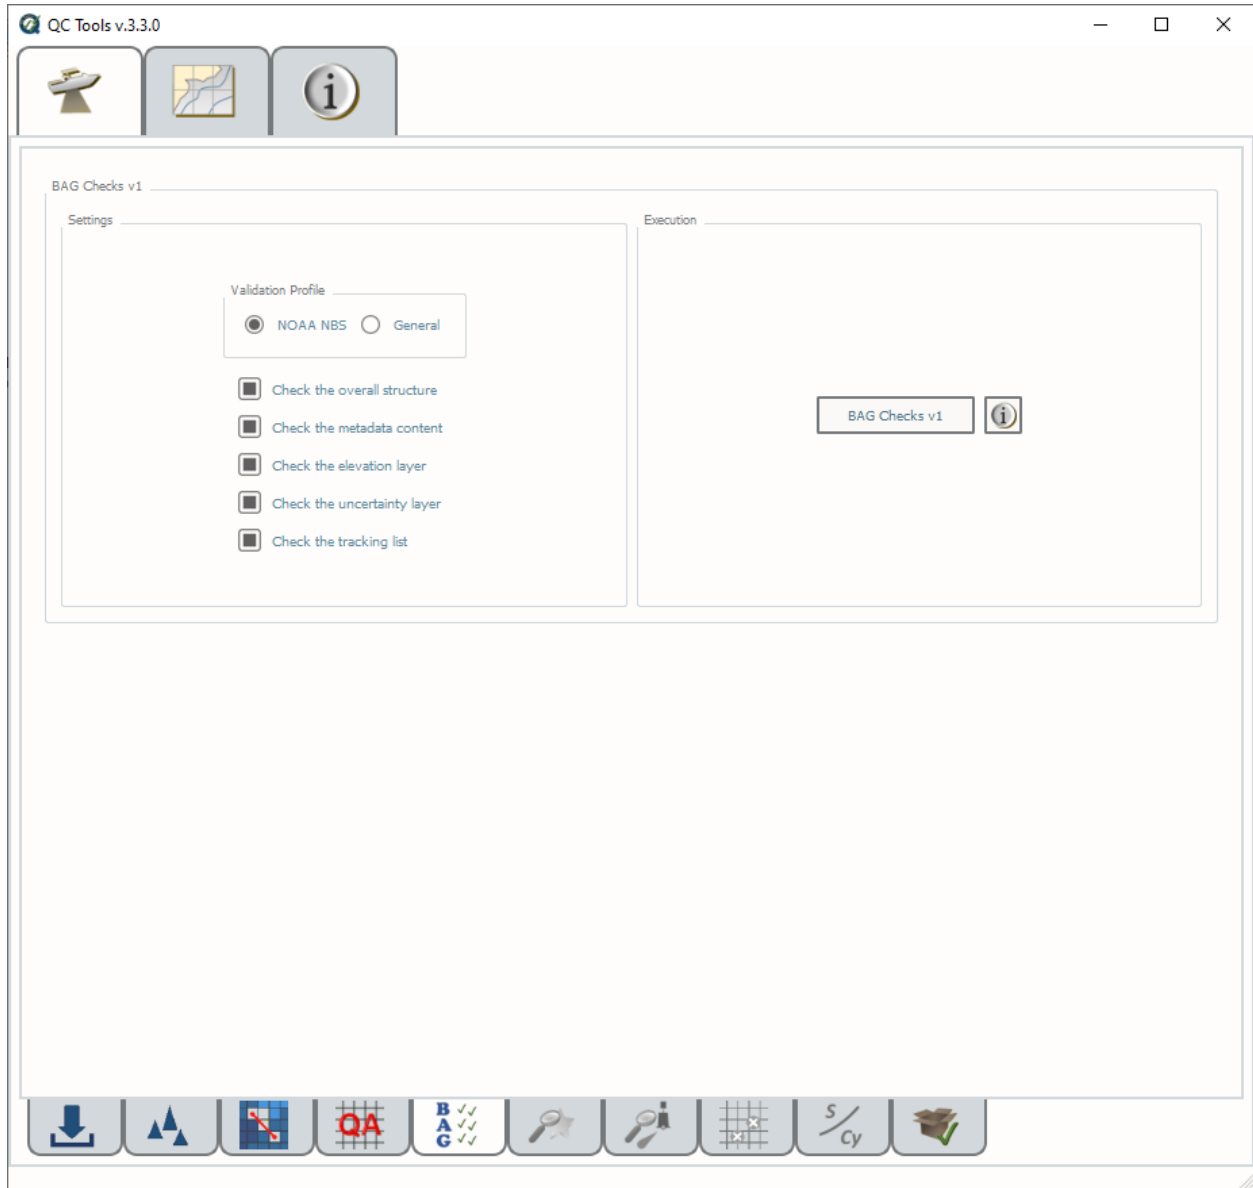 QC Tools v.3.3.0
BAG Checks v1
Settings
Execution
Validation Profile
NOAA NBS
General
Check the overall structure
Check the metadata content
Check the elevation layer
Check the uncertainty layer
Check the tracking list
BAG Checks v1
i
i
QA
B
A
G
S/Cy